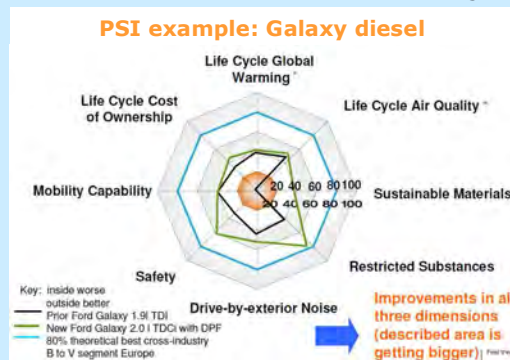 PSI example: Galaxy diesel
Life Cycle Global
Warming *
Life Cycle Cost
of Ownership
Life Cycle Air Quality *
Mobility Capability
20 40 60 80 100
20 40 60 80 100
Sustainable Materials
Safety
Restricted Substances
Drive-by-exterior Noise
Key: inside worse
outside better
Prior Ford Galaxy 1.9l TDI
New Ford Galaxy 2.0 l TDCi with DPF
80% theoretical best cross-industry
B to V segment Europe
Improvements in al
three dimensions
(described area is
getting bigger)